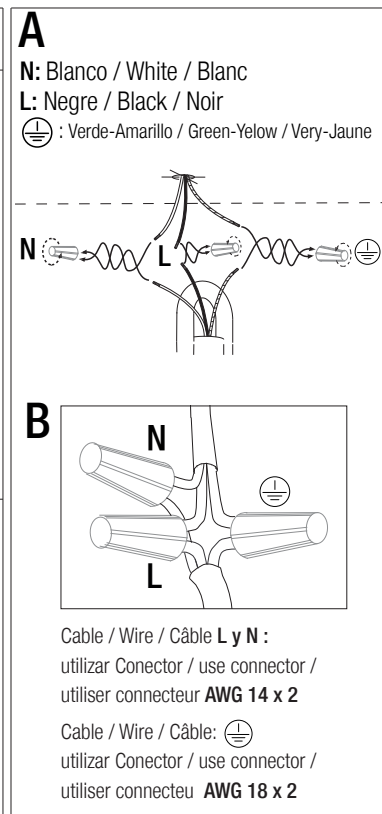 A
N: Blanco / White / Blanc
L: Negre / Black / Noir
⏚ : Verde-Amarillo / Green-Yelow / Very-Jaune
N L ⏚
B
N
⏚
L
Cable / Wire / Câble L y N :
utilizar Conector / use connector /
utiliser connecteur AWG 14 x 2
Cable / Wire / Câble: ⏚
utilizar Conector / use connector /
utiliser connecteu AWG 18 x 2